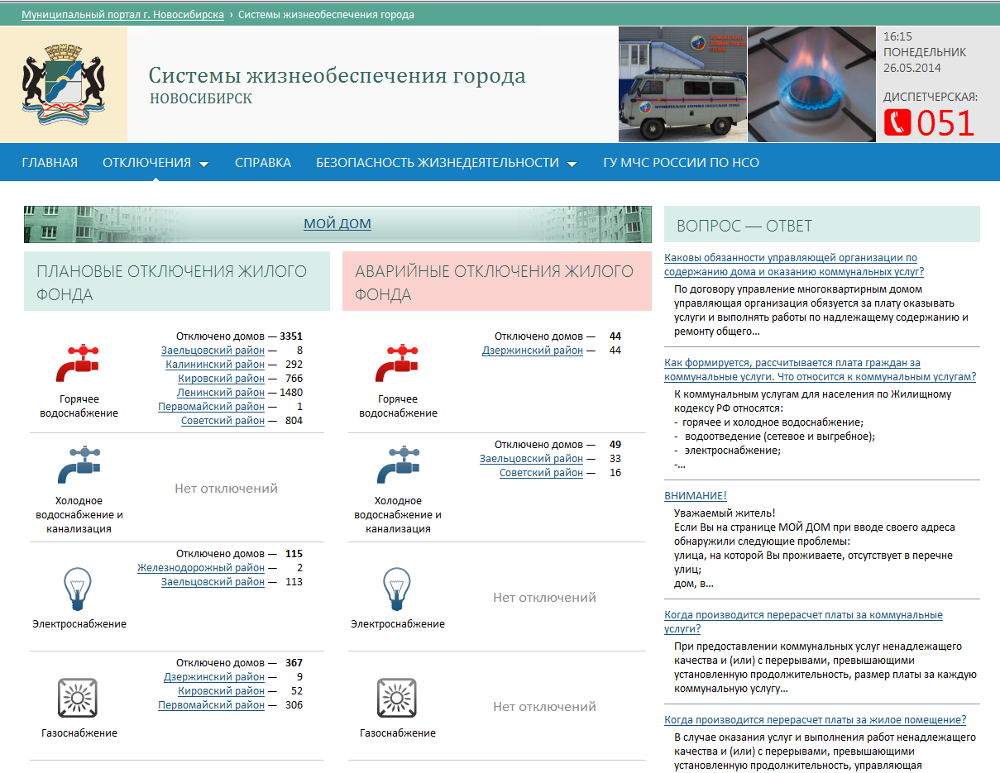 Муниципальный портал г. Новосибирска › Системы жизнеобеспечения города
Системы жизнеобеспечения города
НОВОСИБИРСК
16:15
ПОНЕДЕЛЬНИК
26.05.2014
ДИСПЕТЧЕРСКАЯ:
051
ГЛАВНАЯ ОТКЛЮЧЕНИЯ СПРАВКА БЕЗОПАСНОСТЬ ЖИЗНЕДЕЯТЕЛЬНОСТИ ГУ МЧС РОССИИ ПО НСО
МОЙ ДОМ
ПЛАНОВЫЕ ОТКЛЮЧЕНИЯ ЖИЛОГО
ФОНДА
Горячее
водоснабжение
Отключено домов — 3351
Заельцовский район — 8
Калининский район — 292
Кировский район — 766
Ленинский район — 1480
Первомайский район — 1
Советский район — 804
Холодное
водоснабжение и
канализация
Нет отключений
Электроснабжение
Отключено домов — 115
Железнодорожный район — 2
Заельцовский район — 113
Газоснабжение
Отключено домов — 367
Дзержинский район — 9
Кировский район — 52
Первомайский район — 306
АВАРИЙНЫЕ ОТКЛЮЧЕНИЯ ЖИЛОГО
ФОНДА
Горячее
водоснабжение
Отключено домов — 44
Дзержинский район — 44
Холодное
водоснабжение и
канализация
Отключено домов — 49
Заельцовский район — 33
Советский район — 16
Электроснабжение
Нет отключений
Газоснабжение
Нет отключений
ВОПРОС — ОТВЕТ
Каковы обязанности управляющей организации по
содержанию дома и оказанию коммунальных услуг?
По договору управление многоквартирным домом
управляющая организация обязуется за плату оказывать
услуги и выполнять работы по надлежащему содержанию и
ремонту общего...
Как формируется, рассчитывается плата граждан за
коммунальные услуги. Что относится к коммунальным услугам?
К коммунальным услугам для населения по Жилищному
кодексу РФ относятся:
- горячее и холодное водоснабжение;
- водоотведение (сетевое и выгребное);
- электроснабжение;
-...
ВНИМАНИЕ!
Уважаемый житель!
Если Вы на странице МОЙ ДОМ при вводе своего адреса
обнаружили следующие проблемы:
улица, на которой Вы проживаете, отсутствует в перечне
улиц;
дом, в...
Когда производится перерасчет платы за коммунальные
услуги?
При предоставлении коммунальных услуг ненадлежащего
качества и (или) с перерывами, превышающими
установленную продолжительность, размер платы за каждую
коммунальную услугу...
Когда производится перерасчет платы за жилое помещение?
В случае оказания услуг и выполнения работ ненадлежащего
качества и (или) с перерывами, превышающими
установленную продолжительность, управляющая